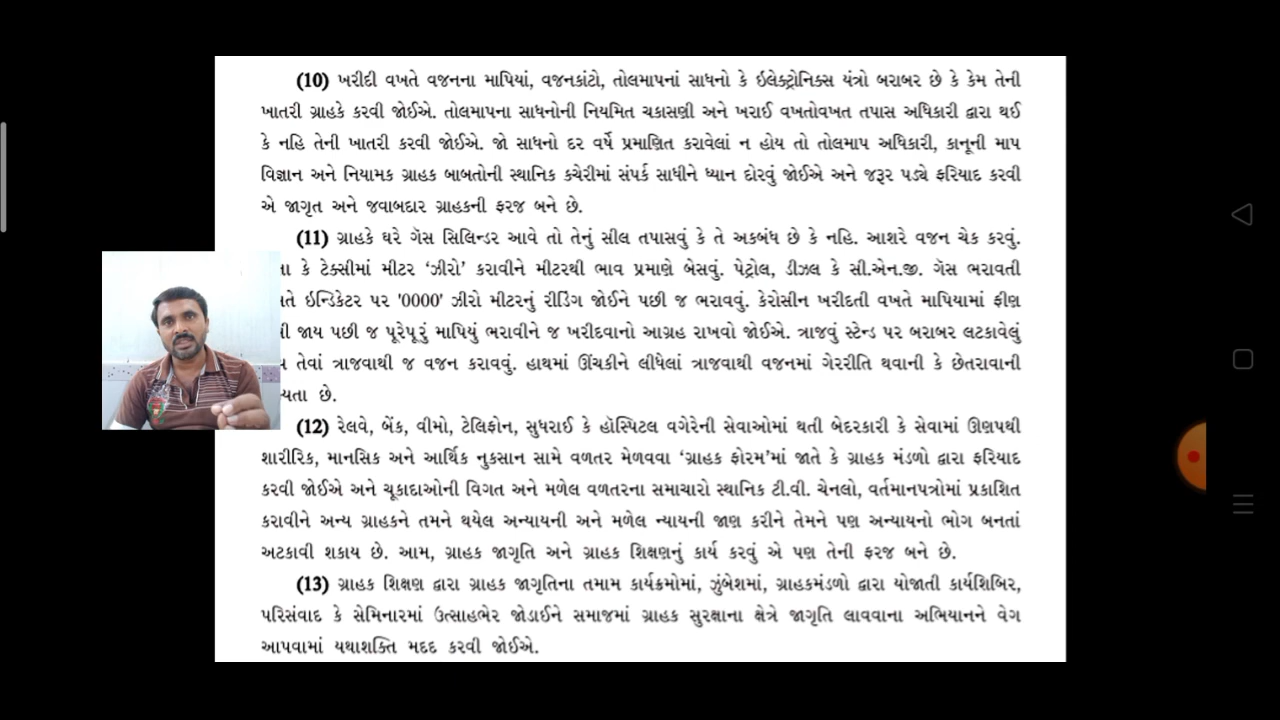 (10) ખરીદી વખતે વજનના માપિયાં, વજનકાંટો, તોલમાપનાં સાધનો કે ઇલેક્ટ્રોનિક્સ યંત્રો બરાબર છે કે કેમ તેની
ખાતરી ગ્રાહકે કરવી જોઈએ. તોલમાપના સાધનોની નિયમિત ચકાસણી અને ખરાઈ વખતોવખત તપાસ અધિકારી દ્વારા થઈ
કે નહિ તેની ખાતરી કરવી જોઈએ. જો સાધનો દર વર્ષે પ્રમાણિત કરાવેલાં ન હોય તો તોલમાપ અધિકારી, કાનૂની માપ
વિજ્ઞાન અને નિયામક ગ્રાહક બાબતોની સ્થાનિક કચેરીમાં સંપર્ક સાધીને ધ્યાન દોરવું જોઈએ અને જરૂર પડ્યે ફરિયાદ કરવી
એ જાગૃત અને જવાબદાર ગ્રાહકની ફરજ બને છે.
(11) ગ્રાહકે ઘરે ગૅસ સિલિન્ડર આવે તો તેનું સીલ તપાસવું કે તે અકબંધ છે કે નહિ. આશરે વજન ચેક કરવું.
કે ટેક્સીમાં મીટર ‘ઝીરો’ કરાવીને મીટરથી ભાવ પ્રમાણે બેસવું. પેટ્રોલ, ડીઝલ કે સી.એન.જી. ગૅસ ભરાવતી
ઇન્ડિકેટર પર '0000' ઝીરો મીટરનું રીડિંગ જોઈને પછી જ ભરાવવું. કેરોસીન ખરીદતી વખતે માપિયામાં ફીણ
જાય પછી જ પૂરેપૂરું માપિયું ભરાવીને જ ખરીદવાનો આગ્રહ રાખવો જોઈએ. ત્રાજવું સ્ટેન્ડ પર બરાબર લટકાવેલું
તેવાં ત્રાજવાથી જ વજન કરાવવું. હાથમાં ઊંચકીને લીધેલાં ત્રાજવાથી વજનમાં ગેરરીતિ થવાની કે છેતરાવાની
છે.
(12) રેલવે, બેંક, વીમો, ટેલિફોન, સુધરાઈ કે હૉસ્પિટલ વગેરેની સેવાઓમાં થતી બેદરકારી કે સેવામાં ઊણપથી
શારીરિક, માનસિક અને આર્થિક નુકસાન સામે વળતર મેળવવા ‘ગ્રાહક ફોરમ’માં જાતે કે ગ્રાહક મંડળો દ્વારા ફરિયાદ
કરવી જોઈએ અને ચૂકાદાઓની વિગત અને મળેલ વળતરના સમાચારો સ્થાનિક ટી.વી. ચેનલો, વર્તમાનપત્રોમાં પ્રકાશિત
કરાવીને અન્ય ગ્રાહકને તમને થયેલ અન્યાયની અને મળેલ ન્યાયની જાણ કરીને તેમને પણ અન્યાયનો ભોગ બનતાં
અટકાવી શકાય છે. આમ, ગ્રાહક જાગૃતિ અને ગ્રાહક શિક્ષણનું કાર્ય કરવું એ પણ તેની ફરજ બને છે.
(13) ગ્રાહક શિક્ષણ દ્વારા ગ્રાહક જાગૃતિના તમામ કાર્યક્રમોમાં, ઝુંબેશમાં, ગ્રાહકમંડળો દ્વારા યોજાતી કાર્યશિબિર,
પરિસંવાદ કે સેમિનારમાં ઉત્સાહભેર જોડાઈને સમાજમાં ગ્રાહક સુરક્ષાના ક્ષેત્રે જાગૃતિ લાવવાના અભિયાનને વેગ
આપવામાં યથાશક્તિ મદદ કરવી જોઈએ.